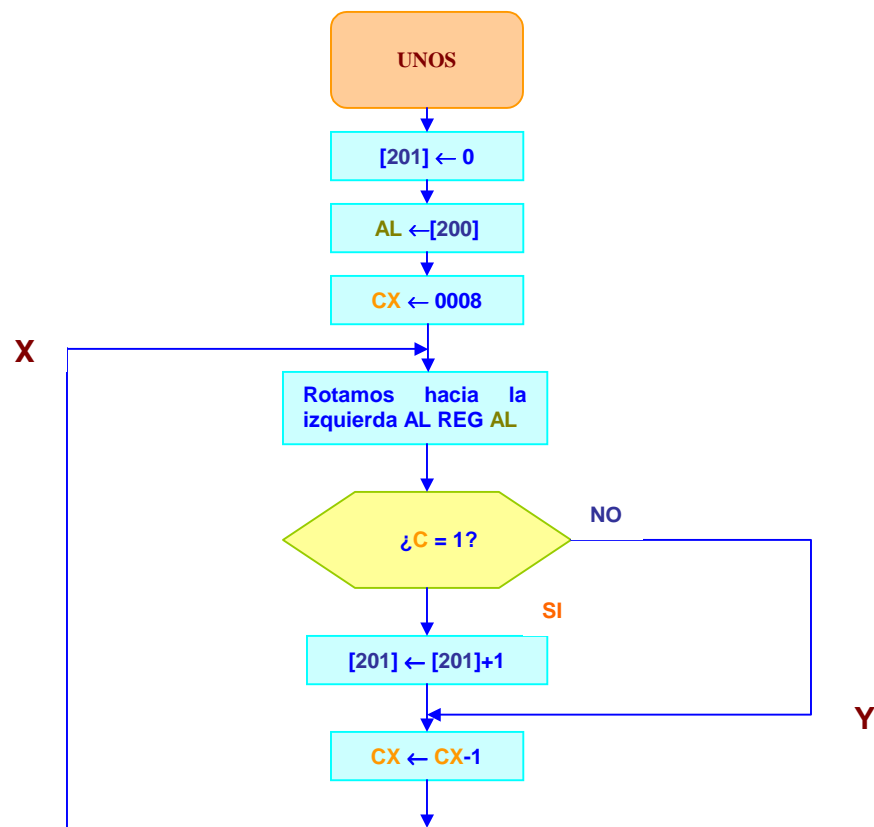 UNOS
[201] ← 0
AL ←[200]
CX ← 0008
X
Rotamos hacia la
izquierda AL REG AL
NO
¿C = 1?
SI
[201] ← [201]+1
Y
CX ← CX-1